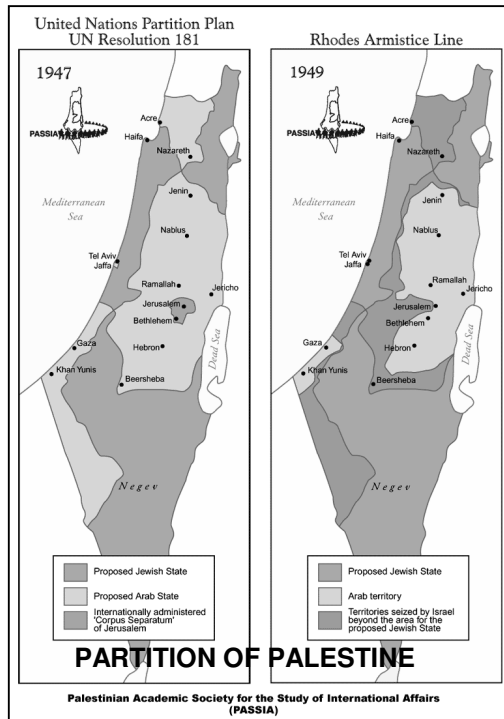 United Nations Partition Plan
UN Resolution 181
1947
PASSIA
Acre
Haifa
Nazareth
Jenin
Mediterranean
Sea
Nablus
Tel Aviv
Jaffa
Ramallah
Jericho
Jerusalem
Bethlehem
Gaza
Hebron
Dead Sea
Khan Yunis
Beersheba
Negev
Proposed Jewish State
Proposed Arab State
Internationally administered
'Corpus Separatum'
of Jerusalem
Rhodes Armistice Line
1949
PASSIA
Acre
Haifa
Nazareth
Jenin
Mediterranean
Sea
Nablus
Tel Aviv
Jaffa
Ramallah
Jericho
Jerusalem
Bethlehem
Gaza
Hebron
Dead Sea
Khan Yunis
Beersheba
Negev
Proposed Jewish State
Arab territory
Territories seized by Israel
beyond the area for the
proposed Jewish State
PARTITION OF PALESTINE
Palestinian Academic Society for the Study of International Affairs
(PASSIA)